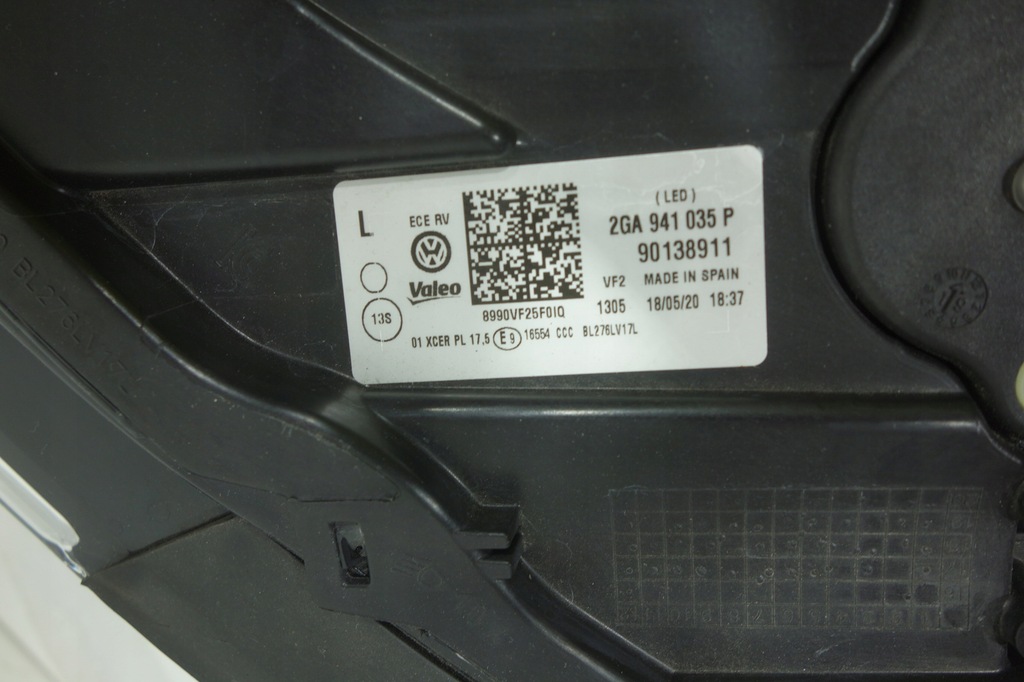 L
ECE RV
Valeo
13S
8990VF25F0IQ
(LED)
2GA 941 035 P
90138911
VF2 MADE IN SPAIN
1305 18/05/20 18:37
01 XCER PL 17,5 E9 16554 CCC BL276LV17L
BL276LV17L